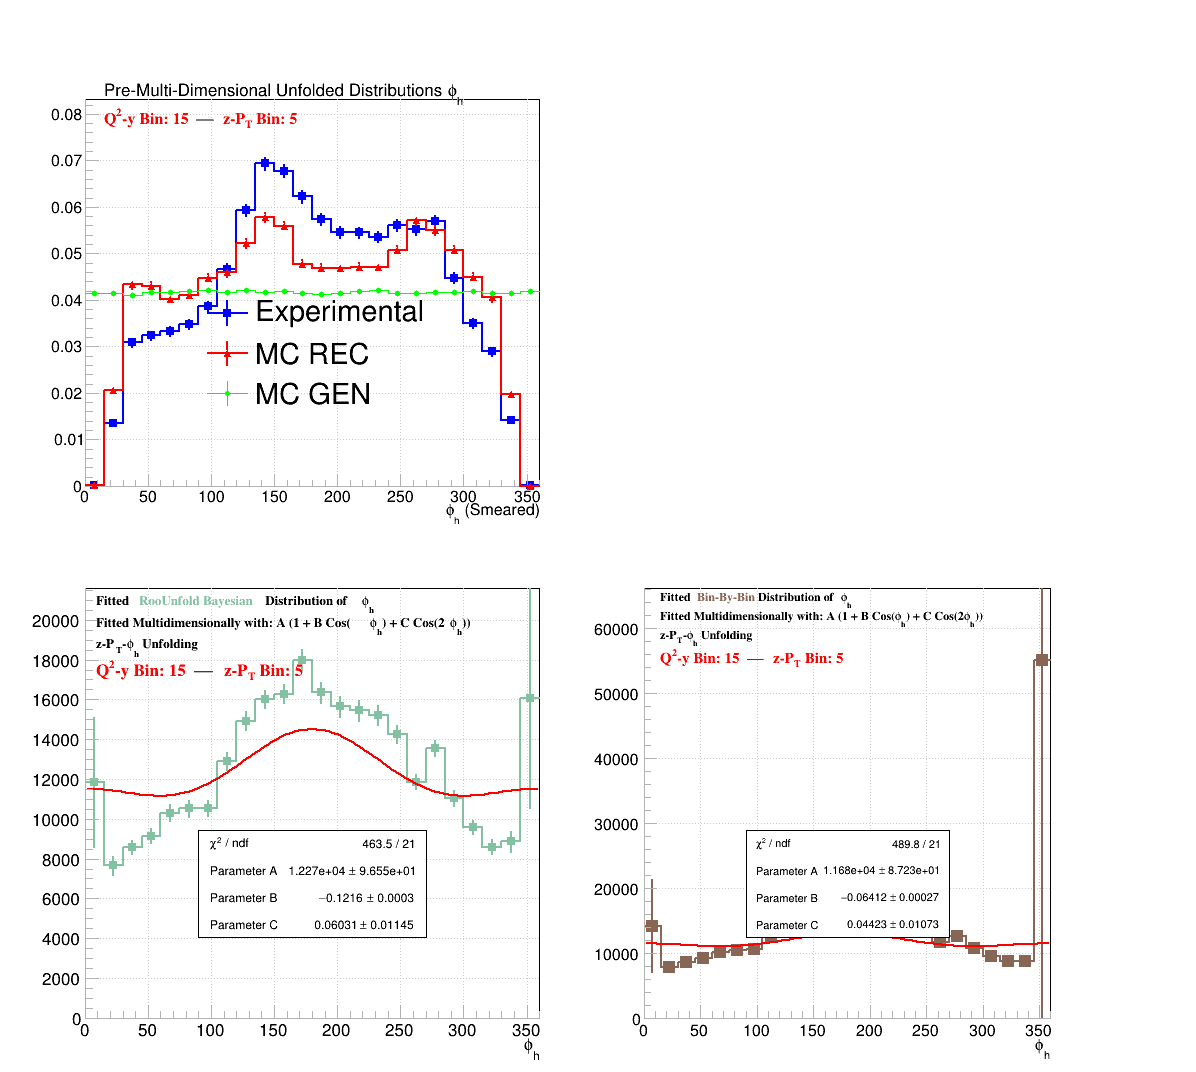 Pre-Multi-Dimensional Unfolded Distributions ϕh
Q2-y Bin: 15 — z-PT Bin: 5
0.08
0.07
0.06
0.05
0.04
0.03
0.02
0.01
0
Experimental
MC REC
MC GEN
0 50 100 150 200 250 300 350
ϕh (Smeared)
Fitted RooUnfold Bayesian Distribution of ϕh
Fitted Multidimensionally with: A (1 + B Cos( ϕh) + C Cos(2 ϕh))
z-PT-ϕh Unfolding
Q2-y Bin: 15 — z-PT Bin: 5
20000
18000
16000
14000
12000
10000
8000
6000
4000
2000
0
χ2 / ndf 463.5 / 21
Parameter A 1.227e+04 ± 9.655e+01
Parameter B −0.1216 ± 0.0003
Parameter C 0.06031 ± 0.01145
0 50 100 150 200 250 300 350
ϕh
Fitted Bin-By-Bin Distribution of ϕh
Fitted Multidimensionally with: A (1 + B Cos(ϕh) + C Cos(2ϕh))
z-PT-ϕh Unfolding
Q2-y Bin: 15 — z-PT Bin: 5
60000
50000
40000
30000
20000
10000
0
χ2 / ndf 489.8 / 21
Parameter A 1.168e+04 ± 8.723e+01
Parameter B −0.06412 ± 0.00027
Parameter C 0.04423 ± 0.01073
0 50 100 150 200 250 300 350
ϕh